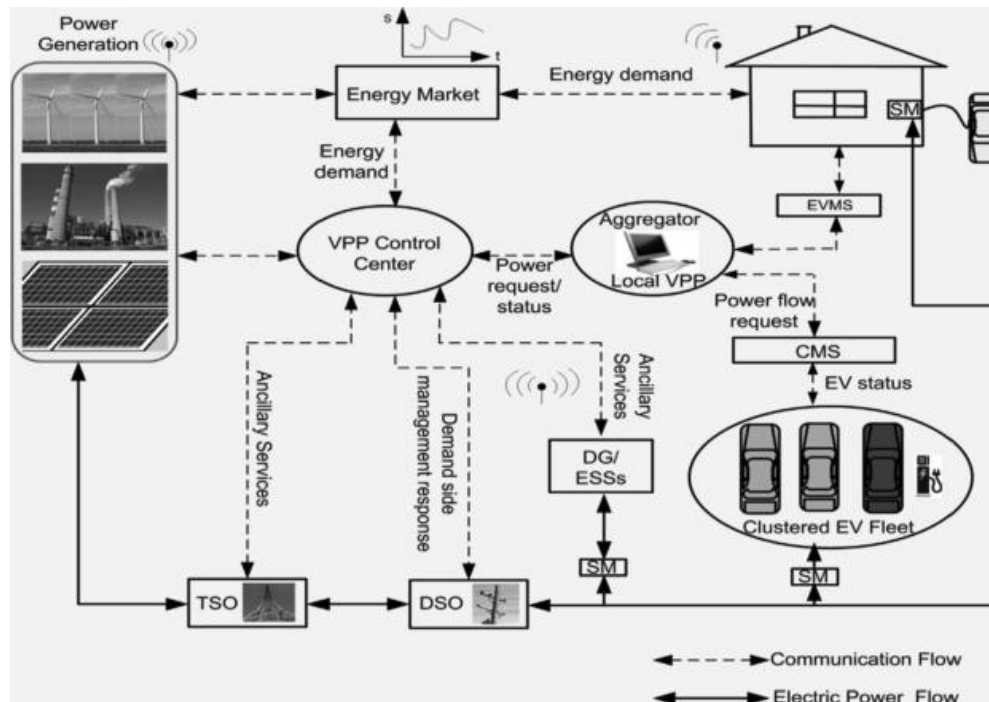 Power
Generation
s
t
Energy Market
Energy demand
SM
Energy
demand
EVMS
VPP Control
Center
Aggregator
Local VPP
Power
request/
status
Power flow
request
CMS
EV status
Ancillary Services
Demand side
management response
Ancillary
Services
DG/
ESSs
Clustered EV Fleet
SM
SM
TSO
DSO
Communication Flow
Electric Power Flow